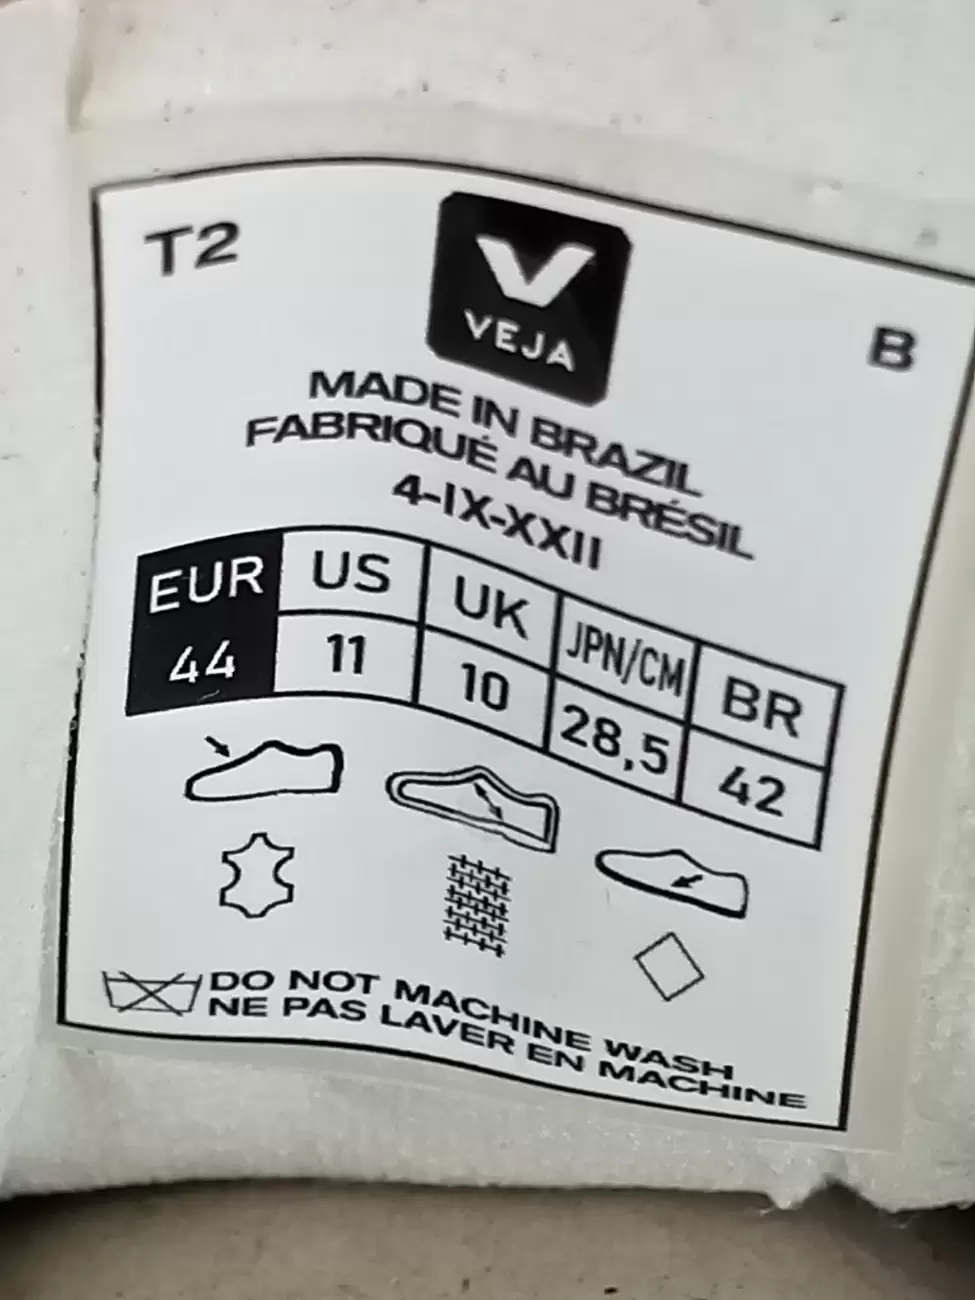 T2
VEJA
B
MADE IN BRAZIL
FABRIQUÉ AU BRÉSIL
4-IX-XXII
EUR US UK JPN/CM BR
44 11 10 28,5 42
DO NOT MACHINE WASH
NE PAS LAVER EN MACHINE